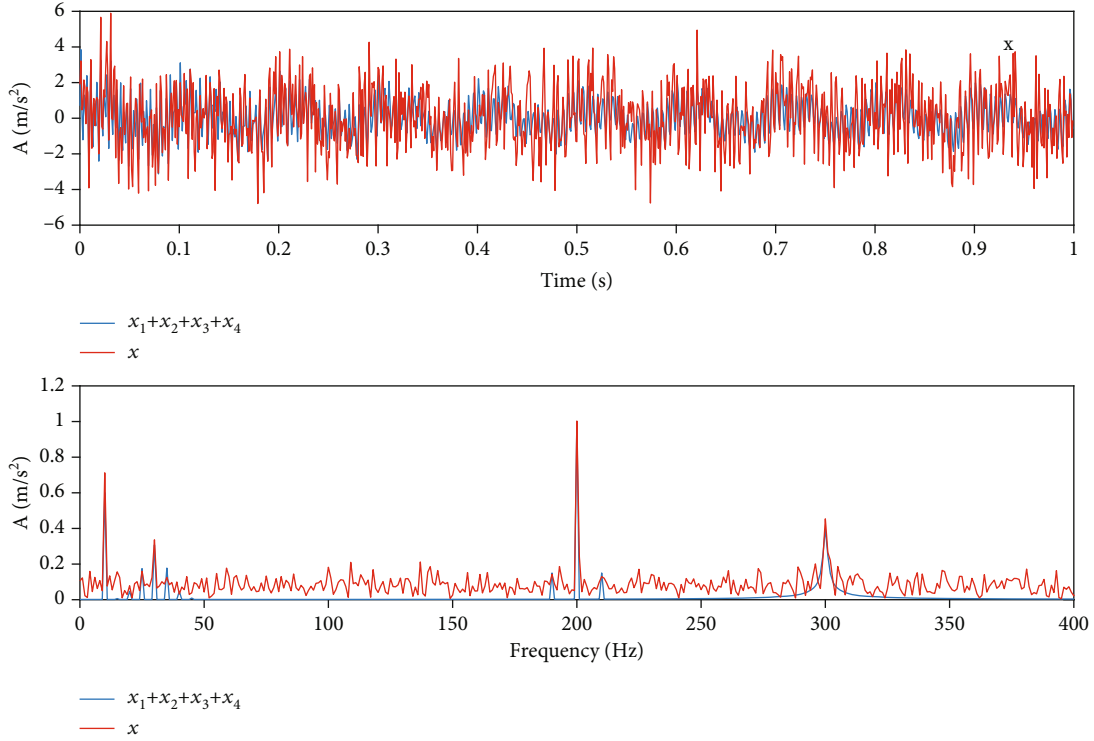 6
4
2
0
−2
−4
−6
A (m/s²)
x
0 0.1 0.2 0.3 0.4 0.5 0.6 0.7 0.8 0.9 1
Time (s)
x₁+x₂+x₃+x₄
x
1.2
1
0.8
0.6
0.4
0.2
0
A (m/s²)
0 50 100 150 200 250 300 350 400
Frequency (Hz)
x₁+x₂+x₃+x₄
x